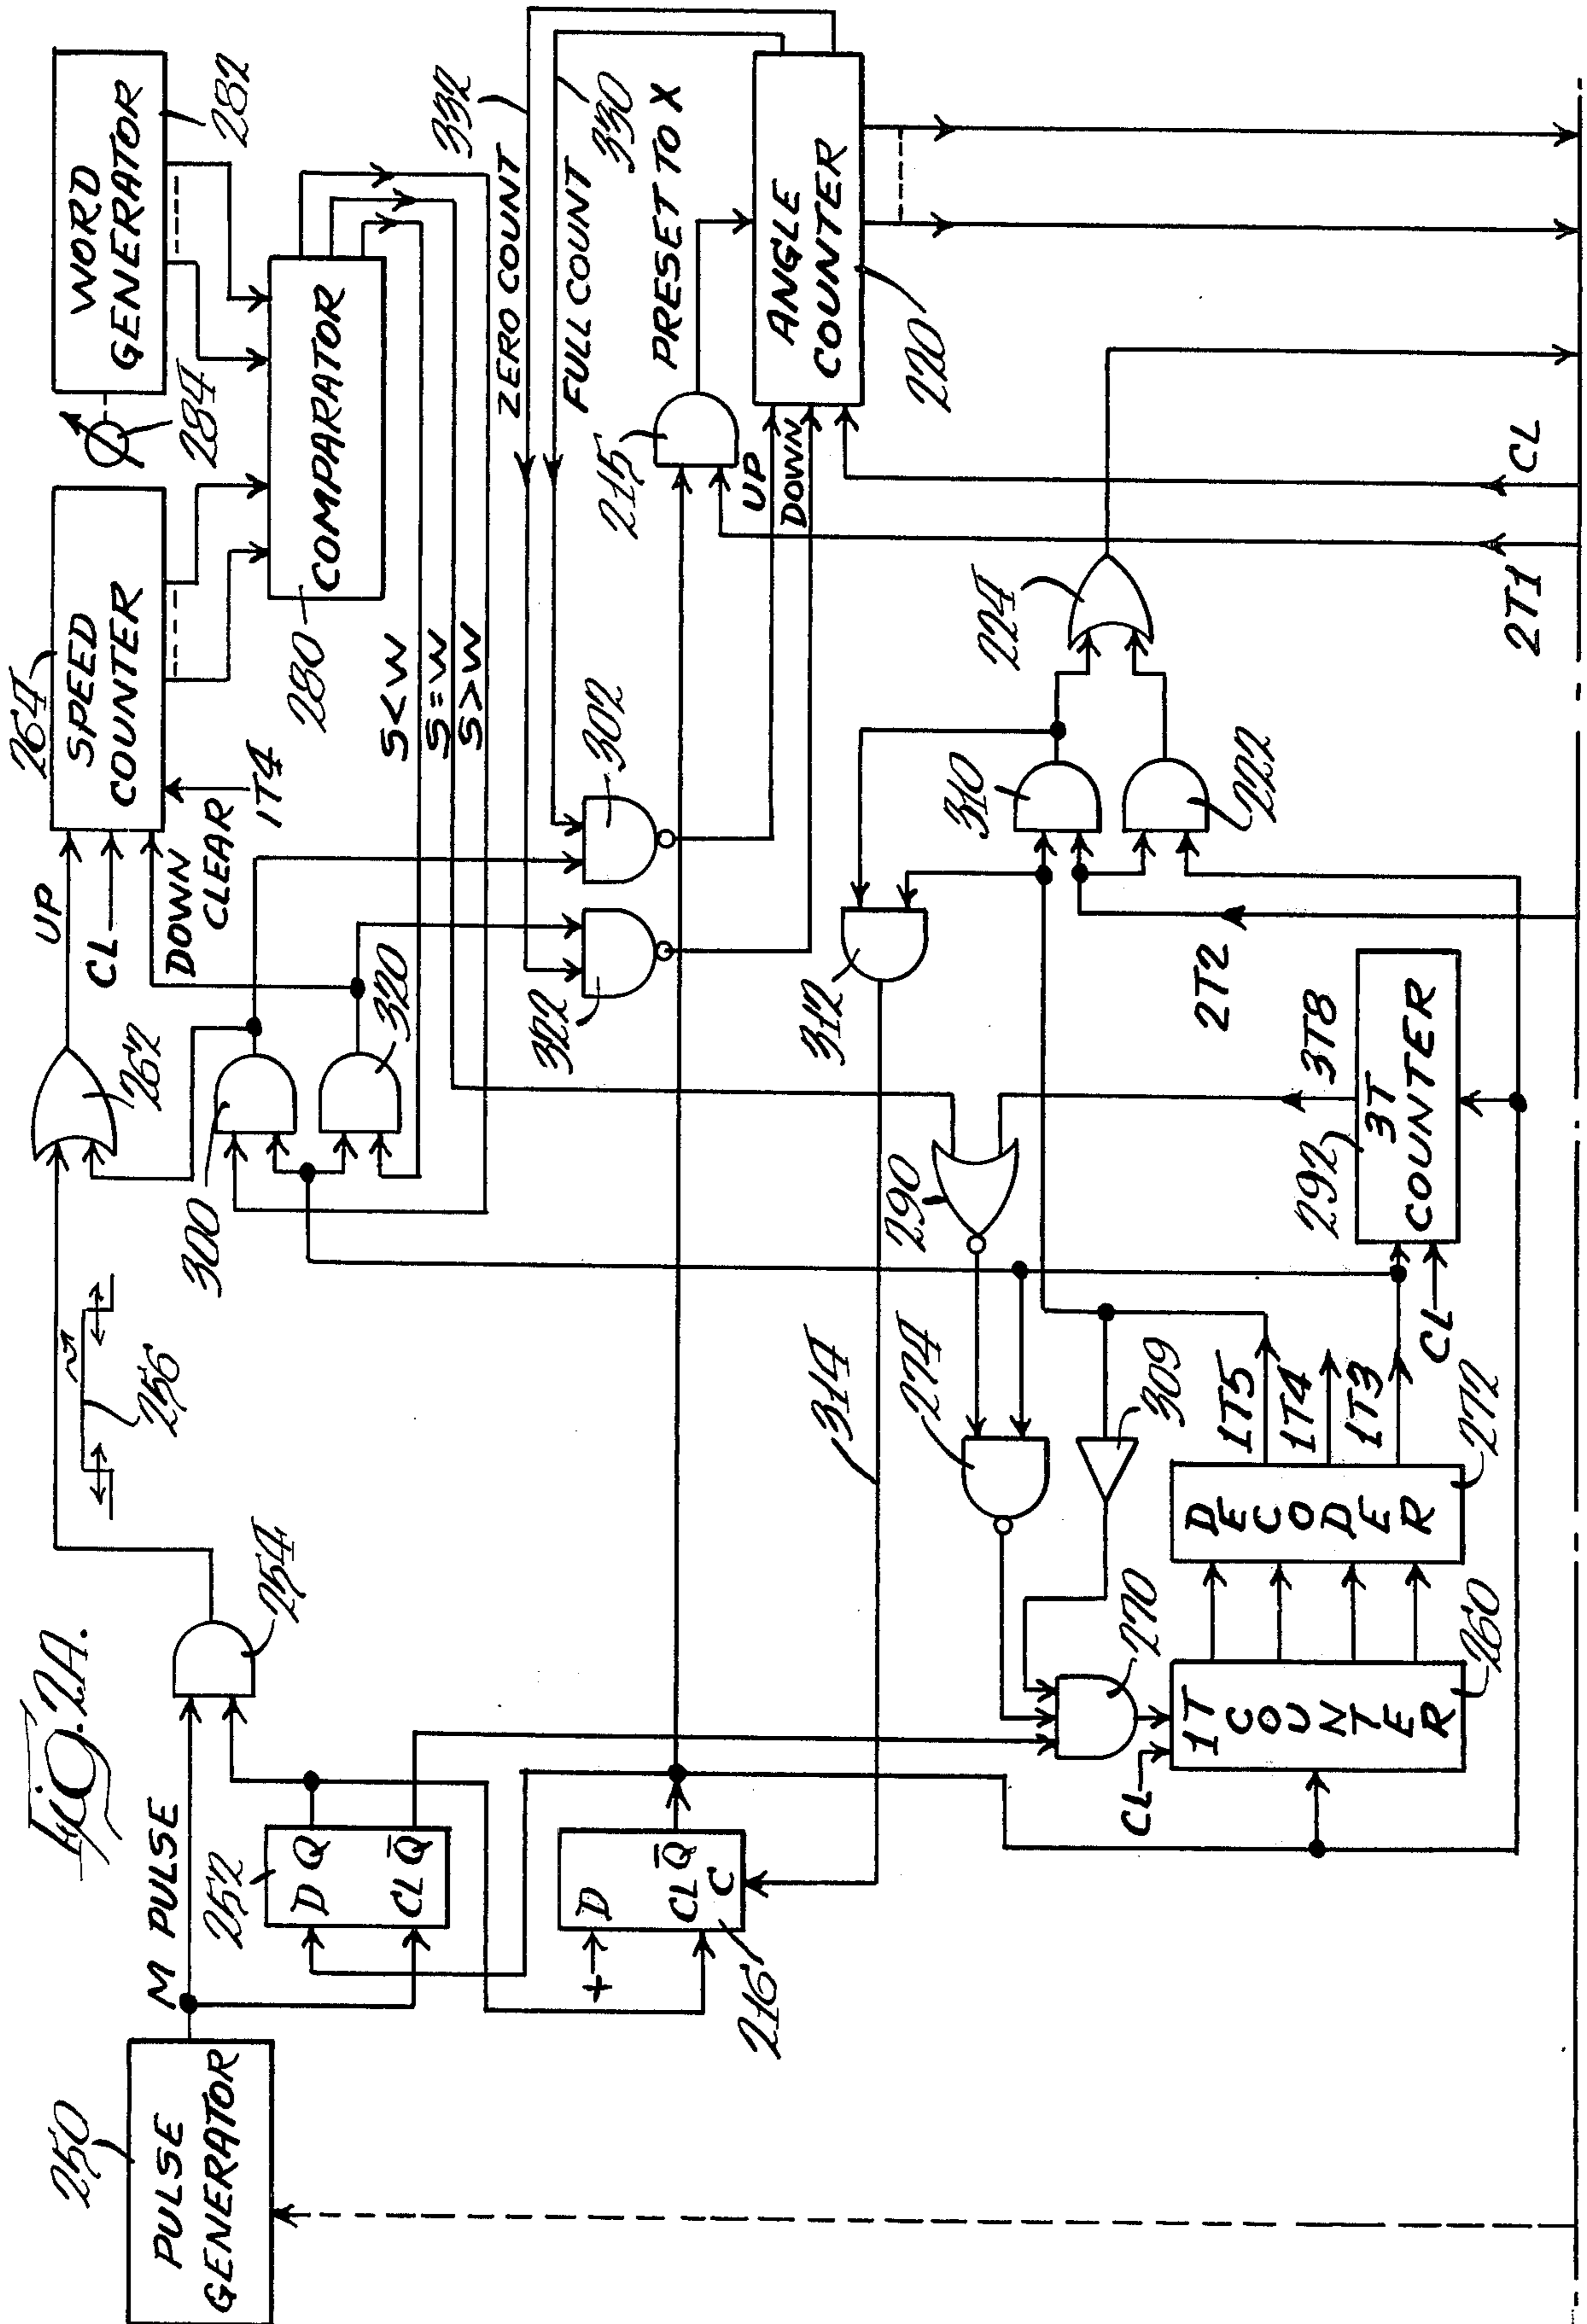 Fig. 2A.
250
PULSE
GENERATOR
M PULSE
252
D Q
CL Q̅
+
D
CL Q̅
C
216
254
256
UP
262
CL
DOWN
CLEAR
1T4
264
SPEED
COUNTER
284
WORD
GENERATOR
282
280
COMPARATOR
S<W
S=W
S>W
300
320
332
ZERO COUNT
FULL COUNT
330
302
322
215
PRESET TO X
UP
DOWN
ANGLE
COUNTER
220
224
310
222
312
314
2T2
2T1
CL
290
274
309
270
CL
1T
COUNTER
260
DECODER
272
1T5
1T4
1T3
CL
292
3T
COUNTER
3T8